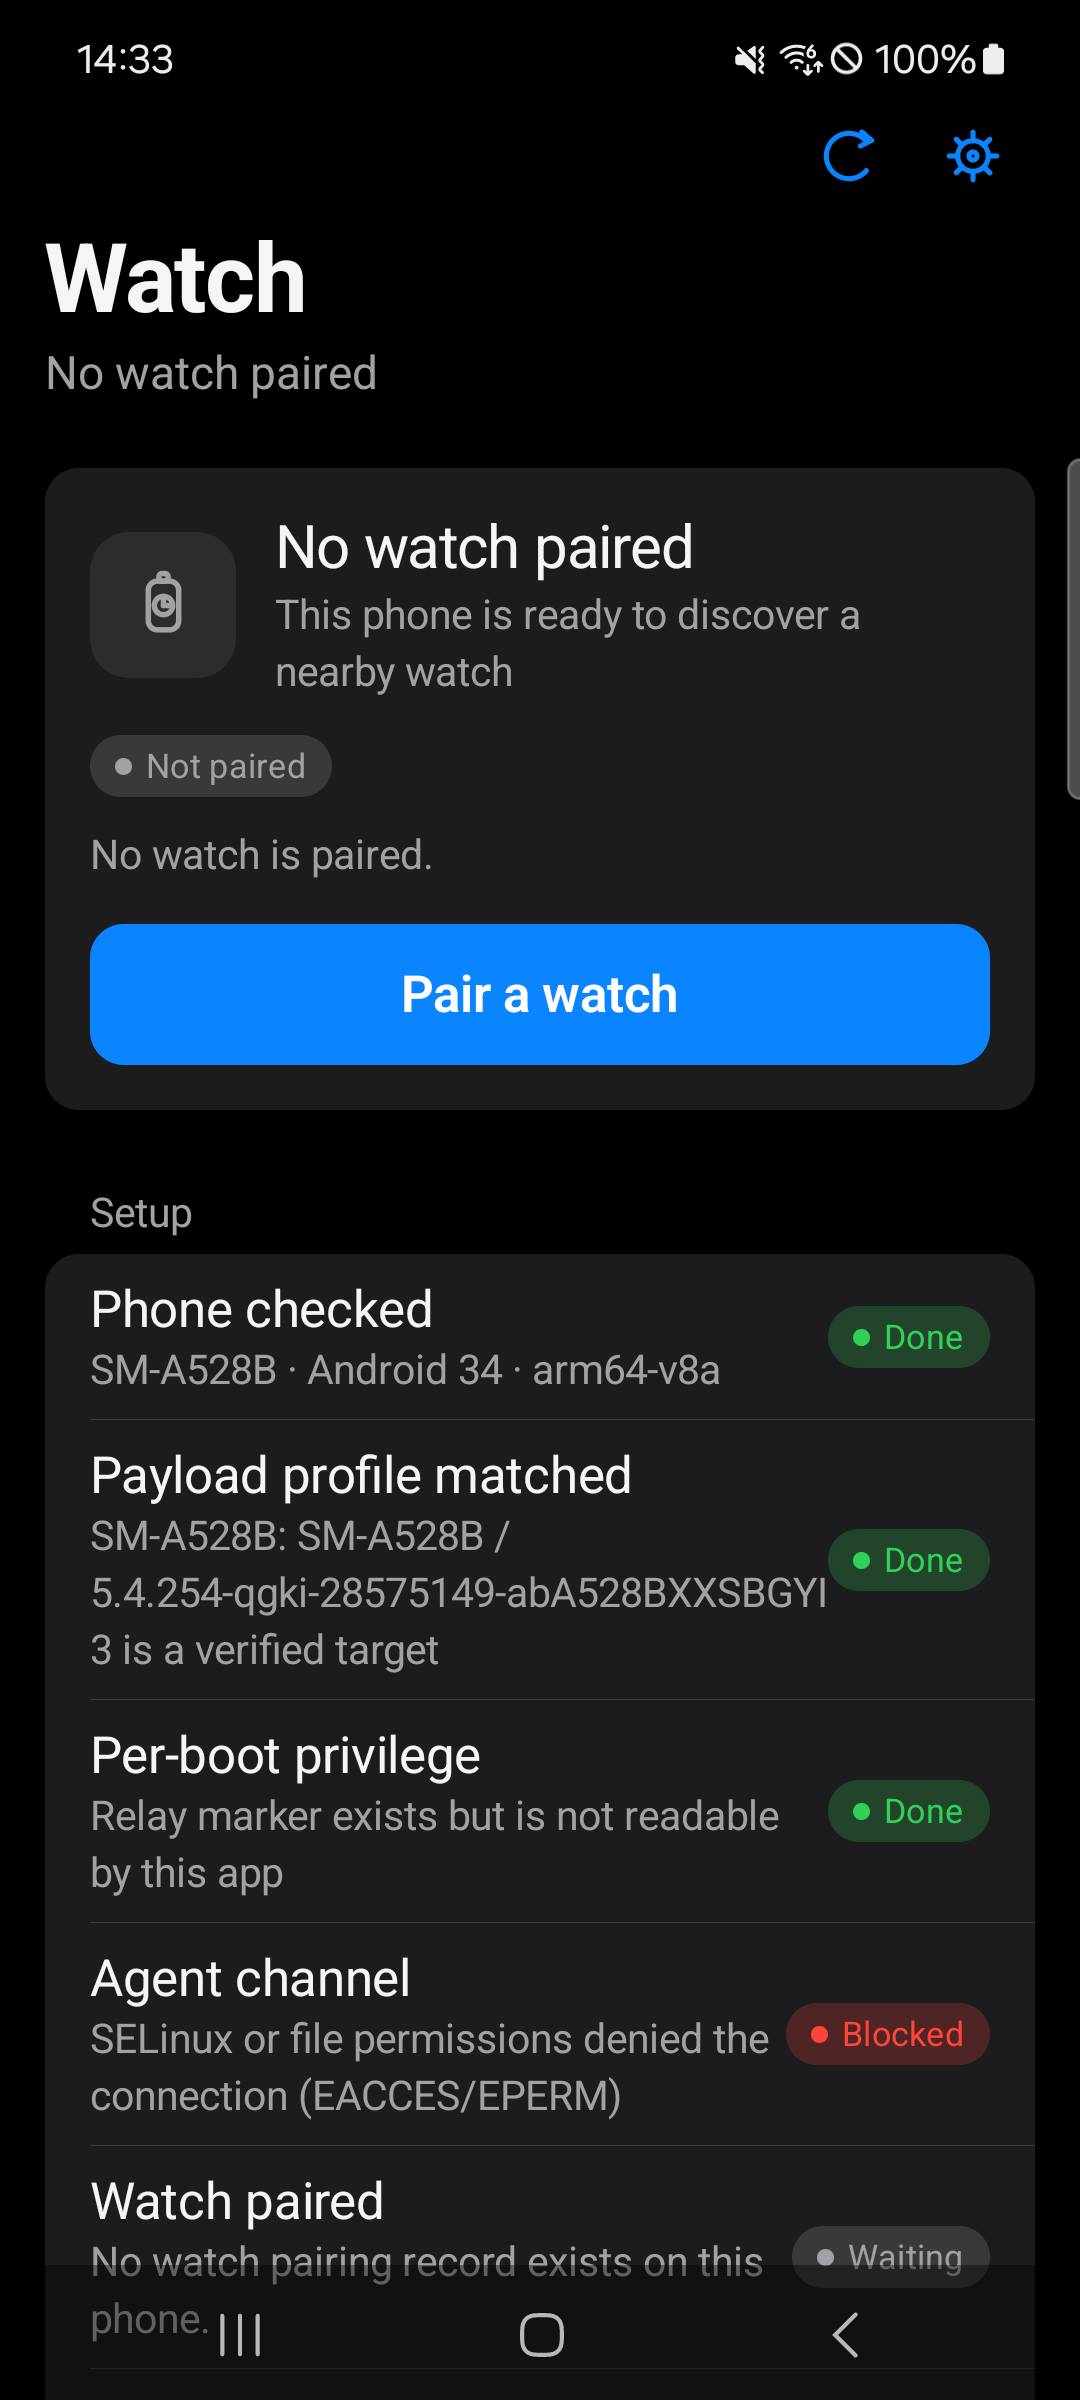 14:33
6
100%
Watch
No watch paired
No watch paired
This phone is ready to discover a
nearby watch
Not paired
No watch is paired.
Pair a watch
Setup
Phone checked
SM-A528B · Android 34 · arm64-v8a
Done
Payload profile matched
SM-A528B: SM-A528B /
5.4.254-qgki-28575149-abA528BXXSBGYI
3 is a verified target
Done
Per-boot privilege
Relay marker exists but is not readable
by this app
Done
Agent channel
SELinux or file permissions denied the
connection (EACCES/EPERM)
Blocked
Watch paired
No watch pairing record exists on this
phone.
Waiting